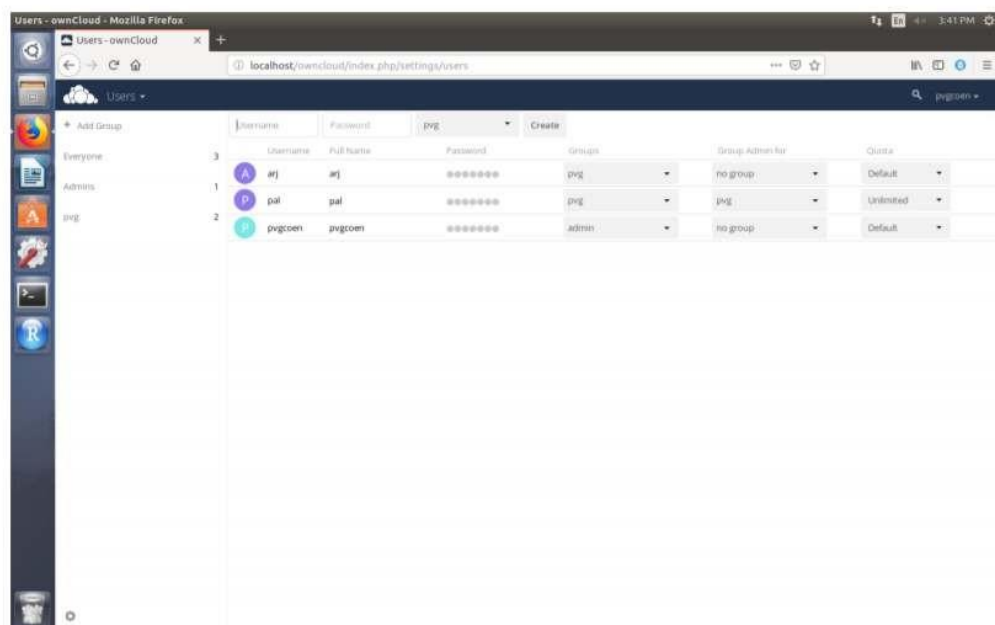 Users - ownCloud - Mozilla Firefox
En
3:41 PM
Users - ownCloud
localhost/owncloud/index.php/settings/users
Users
pvgcoen
+ Add Group
Everyone 3
Admins 1
pvg 2
Username Password pvg Create
Username Full Name Password Groups Group Admin for Quota
A arj arj pvg no group Default
P pal pal pvg pvg Unlimited
P pvgcoen pvgcoen admin no group Default
A
R